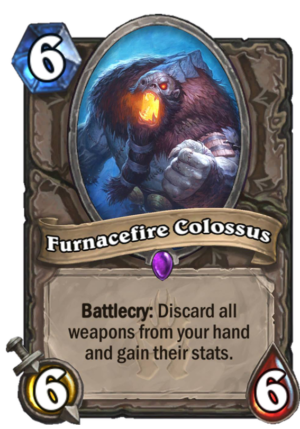 6
Furnacefire Colossus
Battlecry: Discard all
weapons from your hand
and gain their stats.
6
6